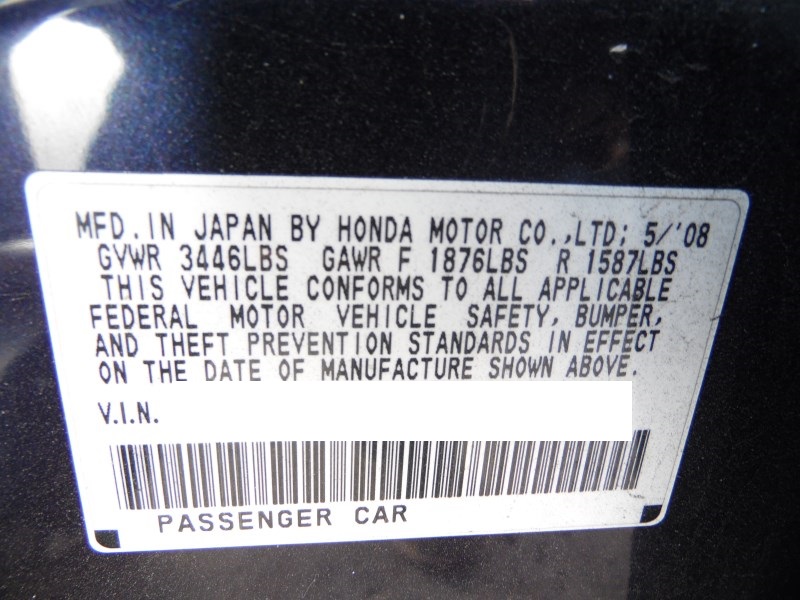 MFD. IN JAPAN BY HONDA MOTOR CO., LTD; 5/'08
GVWR 3446LBS GAWR F 1876LBS R 1587LBS
THIS VEHICLE CONFORMS TO ALL APPLICABLE
FEDERAL MOTOR VEHICLE SAFETY, BUMPER,
AND THEFT PREVENTION STANDARDS IN EFFECT
ON THE DATE OF MANUFACTURE SHOWN ABOVE.
V.I.N.
PASSENGER CAR